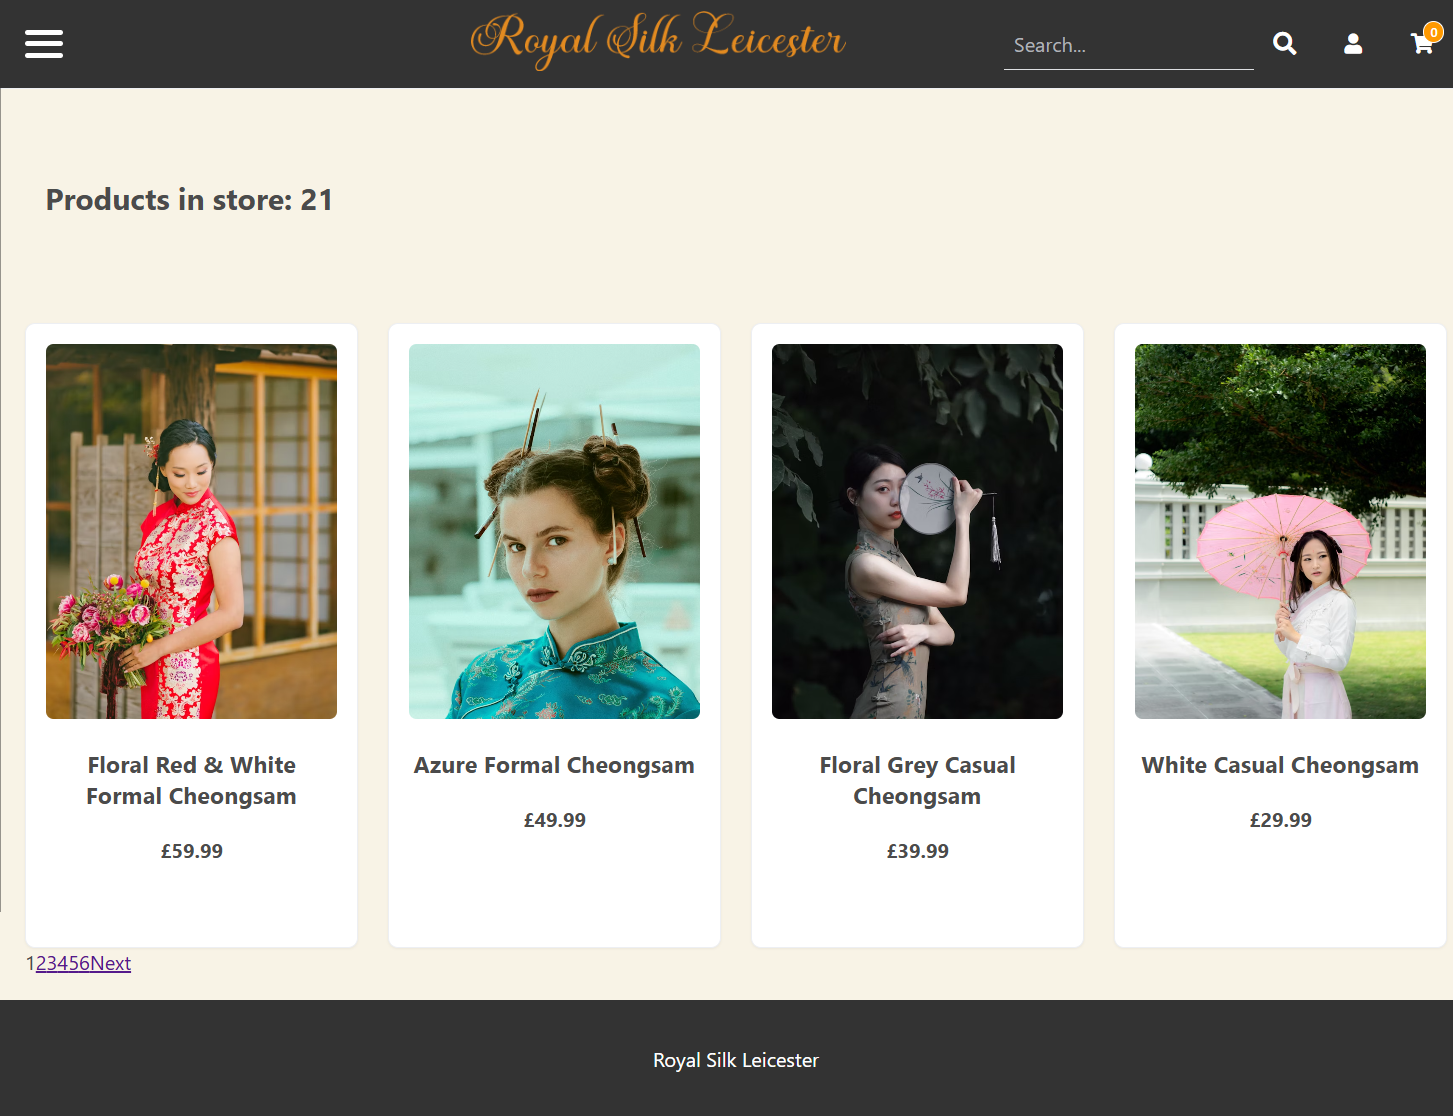 Royal Silk Leicester
Search...
0
Products in store: 21
Floral Red & White
Formal Cheongsam
£59.99
Azure Formal Cheongsam
£49.99
Floral Grey Casual
Cheongsam
£39.99
White Casual Cheongsam
£29.99
123456Next
Royal Silk Leicester